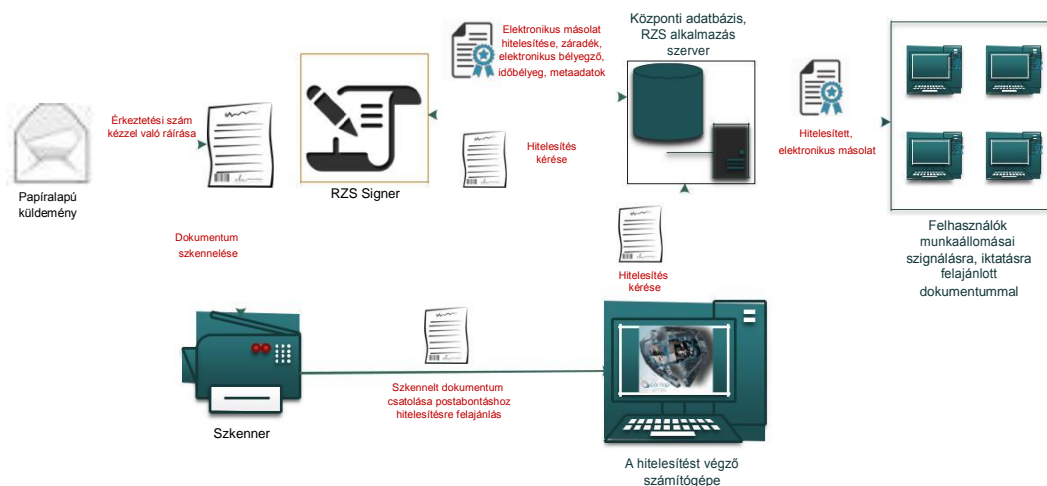 Elektronikus másolat
hitelesítése, záradék,
elektronikus bélyegző,
időbélyeg, metaadatok
Központi adatbázis,
RZS alkalmazás
szerver
Érkeztetési szám
kézzel való ráírása
Hitelesítés
kérése
Hitelesített,
elektronikus másolat
Papíralapú
küldemény
RZS Signer
Felhasználók
munkaállomásai
szignálásra, iktatásra
felajánlott
dokumentummal
Dokumentum
szkennelése
Hitelesítés
kérése
Szkennelt dokumentum
csatolása postabontáshoz
hitelesítésre felajánlás
Szkenner
A hitelesítést végző
számítógépe